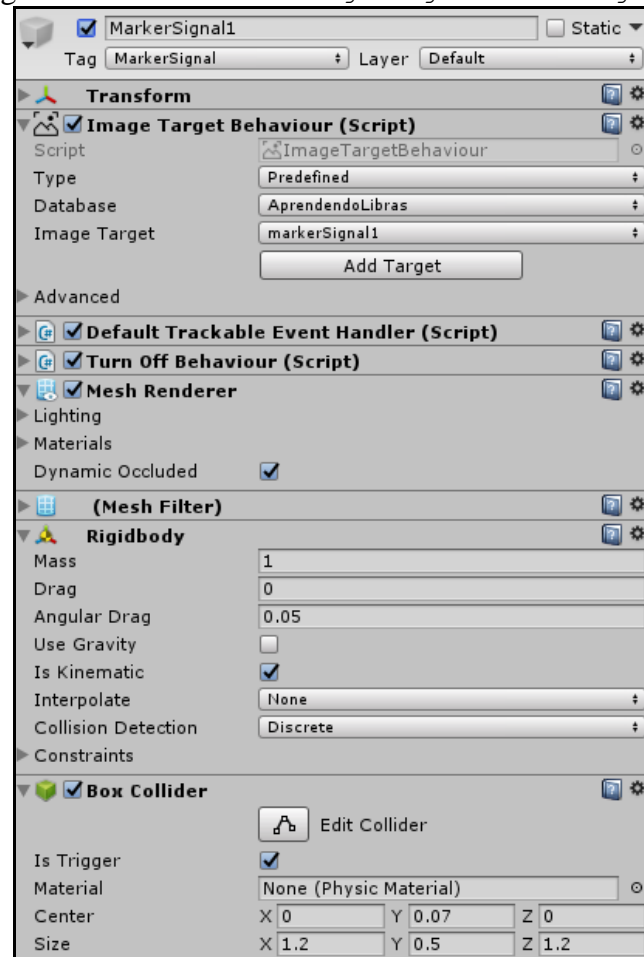 MarkerSignal1 Static
Tag MarkerSignal Layer Default
Transform
Image Target Behaviour (Script)
Script ImageTargetBehaviour
Type Predefined
Database AprendendoLibras
Image Target markerSignal1
Add Target
Advanced
Default Trackable Event Handler (Script)
Turn Off Behaviour (Script)
Mesh Renderer
Lighting
Materials
Dynamic Occluded
(Mesh Filter)
Rigidbody
Mass 1
Drag 0
Angular Drag 0.05
Use Gravity
Is Kinematic
Interpolate None
Collision Detection Discrete
Constraints
Box Collider
Edit Collider
Is Trigger
Material None (Physic Material)
Center X 0 Y 0.07 Z 0
Size X 1.2 Y 0.5 Z 1.2